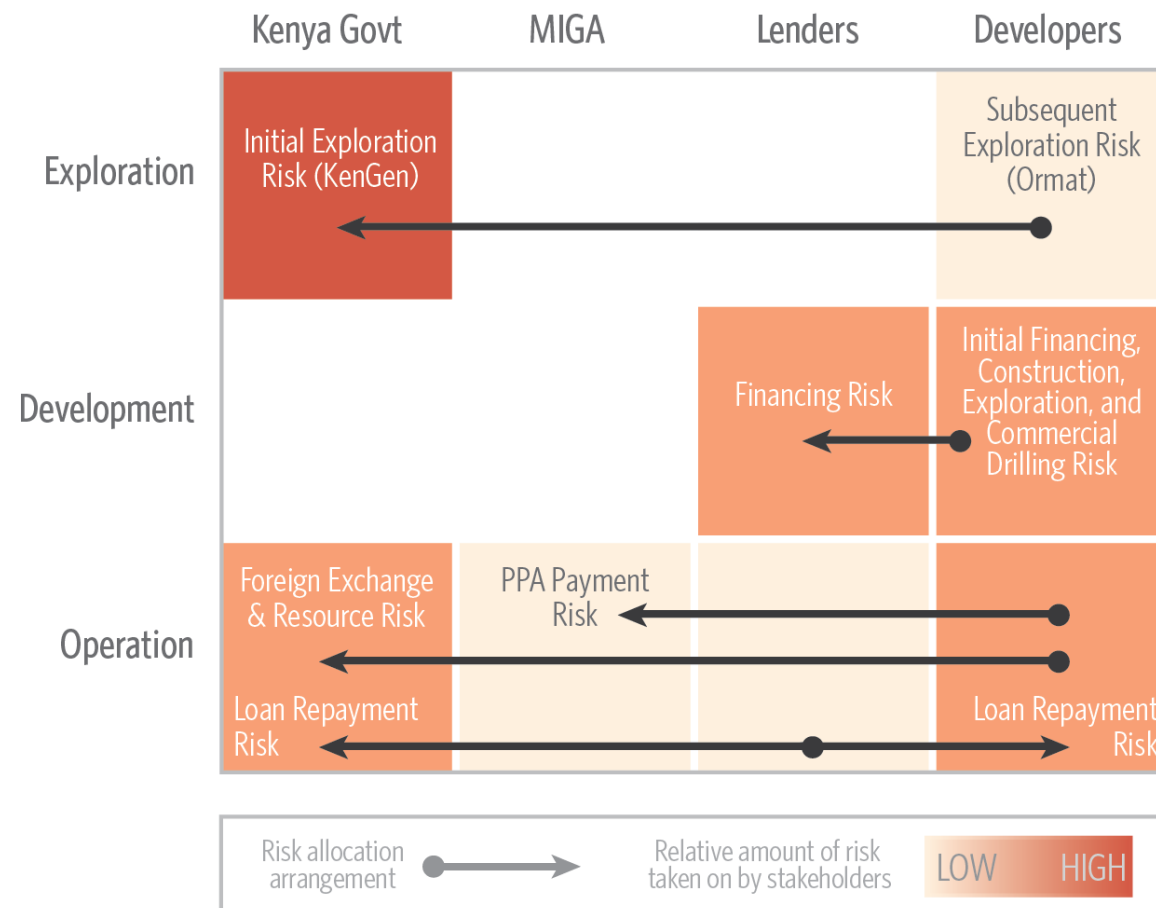 Kenya Govt
MIGA
Lenders
Developers
Exploration
Initial Exploration
Risk (KenGen)
Subsequent
Exploration Risk
(Ormat)
Development
Financing Risk
Initial Financing,
Construction,
Exploration, and
Commercial
Drilling Risk
Operation
Foreign Exchange
& Resource Risk
PPA Payment
Risk
Loan Repayment
Risk
Loan Repayment
Risk
Risk allocation
arrangement
Relative amount of risk
taken on by stakeholders
LOW
HIGH